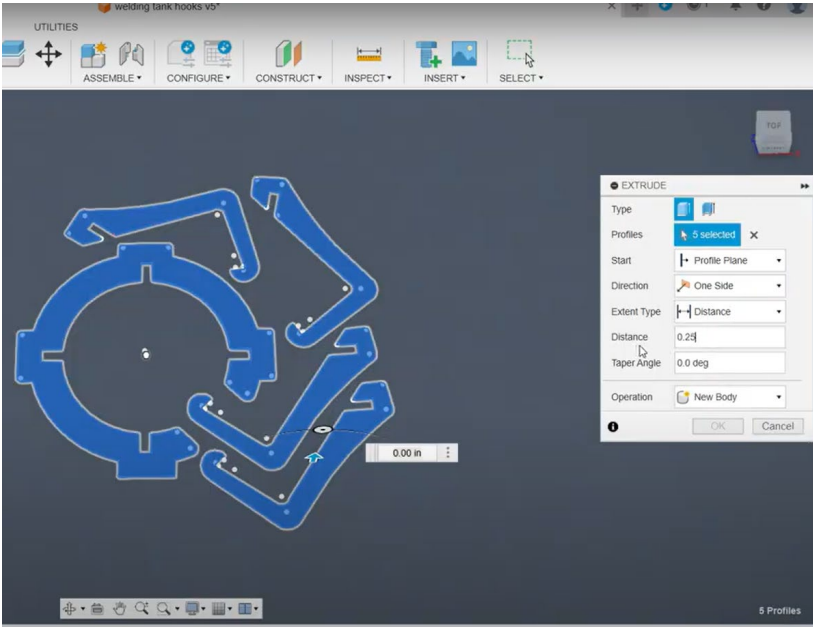 welding tank hooks v5*
UTILITIES
ASSEMBLE
CONFIGURE
CONSTRUCT
INSPECT
INSERT
SELECT
TOP
EXTRUDE
Type
Profiles 5 selected
Start Profile Plane
Direction One Side
Extent Type Distance
Distance 0.25
Taper Angle 0.0 deg
Operation New Body
OK Cancel
0.00 in
5 Profiles